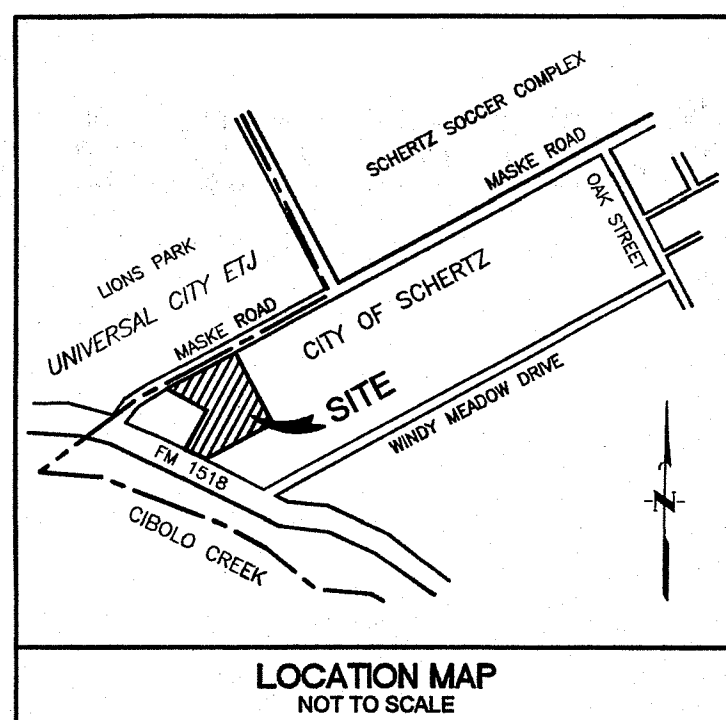 SCHERTZ SOCCER COMPLEX
MASKE ROAD
OAK STREET
LIONS PARK
UNIVERSAL CITY ETJ
MASKE ROAD
CITY OF SCHERTZ
SITE
WINDY MEADOW DRIVE
FM 1518
CIBOLO CREEK
N
LOCATION MAP
NOT TO SCALE